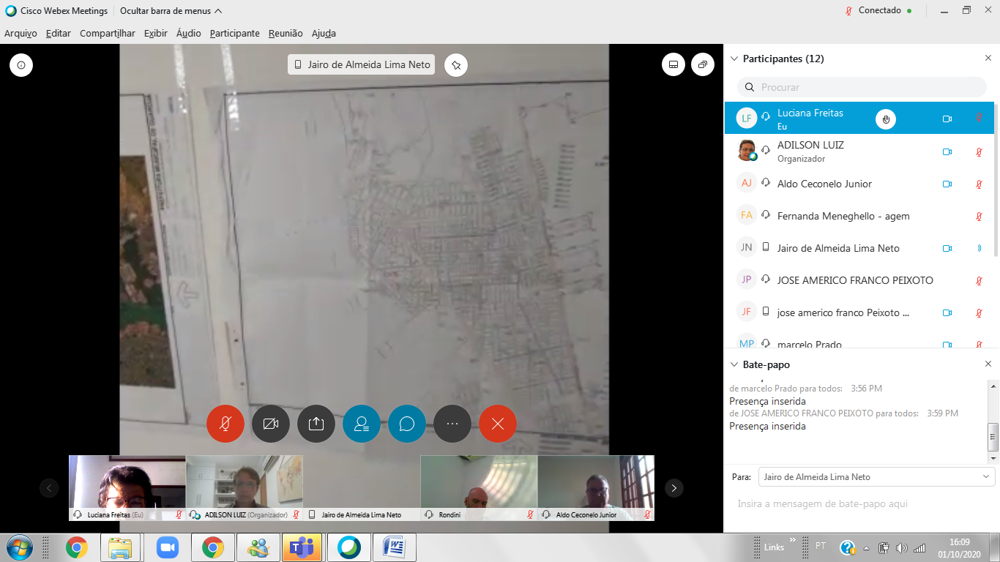 Cisco Webex Meetings
Ocultar barra de menus
Conectado
Arquivo Editar Compartilhar Exibir Áudio Participante Reunião Ajuda
Jairo de Almeida Lima Neto
Participantes (12)
Procurar
LF Luciana Freitas
Eu
ADILSON LUIZ
Organizador
AJ Aldo Ceconelo Junior
FA Fernanda Meneghello - agem
JN Jairo de Almeida Lima Neto
JP JOSE AMERICO FRANCO PEIXOTO
JF jose americo franco Peixoto ...
MP marcelo Prado
Bate-papo
de marcelo Prado para todos: 3:56 PM
Presença inserida
de JOSE AMERICO FRANCO PEIXOTO para todos: 3:59 PM
Presença inserida
Para: Jairo de Almeida Lima Neto
Insira a mensagem de bate-papo aqui
Luciana Freitas (Eu)
ADILSON LUIZ (Organizador)
Jairo de Almeida Lima Neto
Rondini
Aldo Ceconelo Junior
Links
PT
16:09
01/10/2020